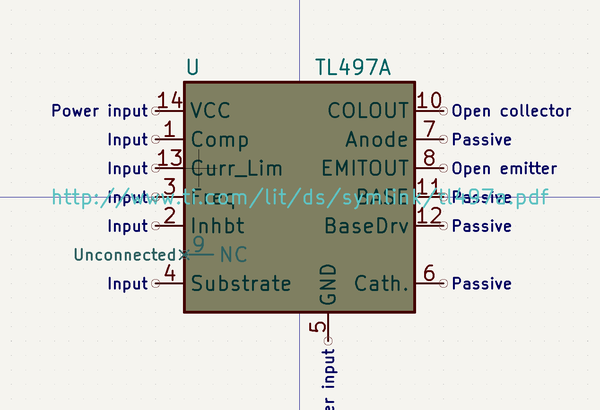 U TL497A
Power input 14 VCC COLOUT 10 Open collector
Input 1 Comp Anode 7 Passive
Input 13 Curr_Lim EMITOUT 8 Open emitter
Input 3 11 Passive
http://www.ti.com/lit/ds/symlink/tl497a.pdf
Input 2 Inhbt BaseDrv 12 Passive
Unconnected 9 NC
Input 4 Substrate GND Cath. 6 Passive
5
er input